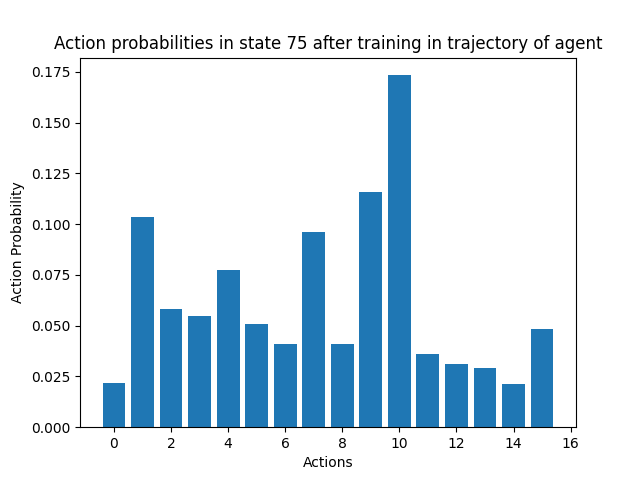 Action probabilities in state 75 after training in trajectory of agent
0.175
0.150
0.125
0.100
0.075
0.050
0.025
0.000
Action Probability
0 2 4 6 8 10 12 14 16
Actions